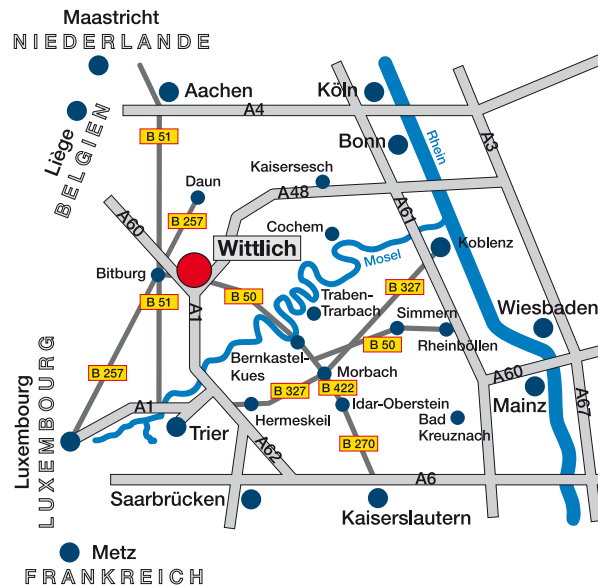 Maastricht
NIEDERLANDE
Aachen
Köln
Liège
BELGIEN
A4
B 51
Bonn
Rhein
A3
Kaisersesch
Daun
A48
B 257
A60
A61
Cochem
Wittlich
Koblenz
Mosel
Bitburg
B 50
B 327
B 51
A1
Traben-
Trarbach
Simmern
Wiesbaden
B 50
Rheinböllen
Bernkastel-
Kues
Morbach
A60
B 257
B 327
B 422
Mainz
A67
A1
Idar-Oberstein
Hermeskeil
Bad
Kreuznach
Luxembourg
LUXEMBOURG
Trier
A62
B 270
A6
Saarbrücken
Kaiserslautern
Metz
FRANKREICH